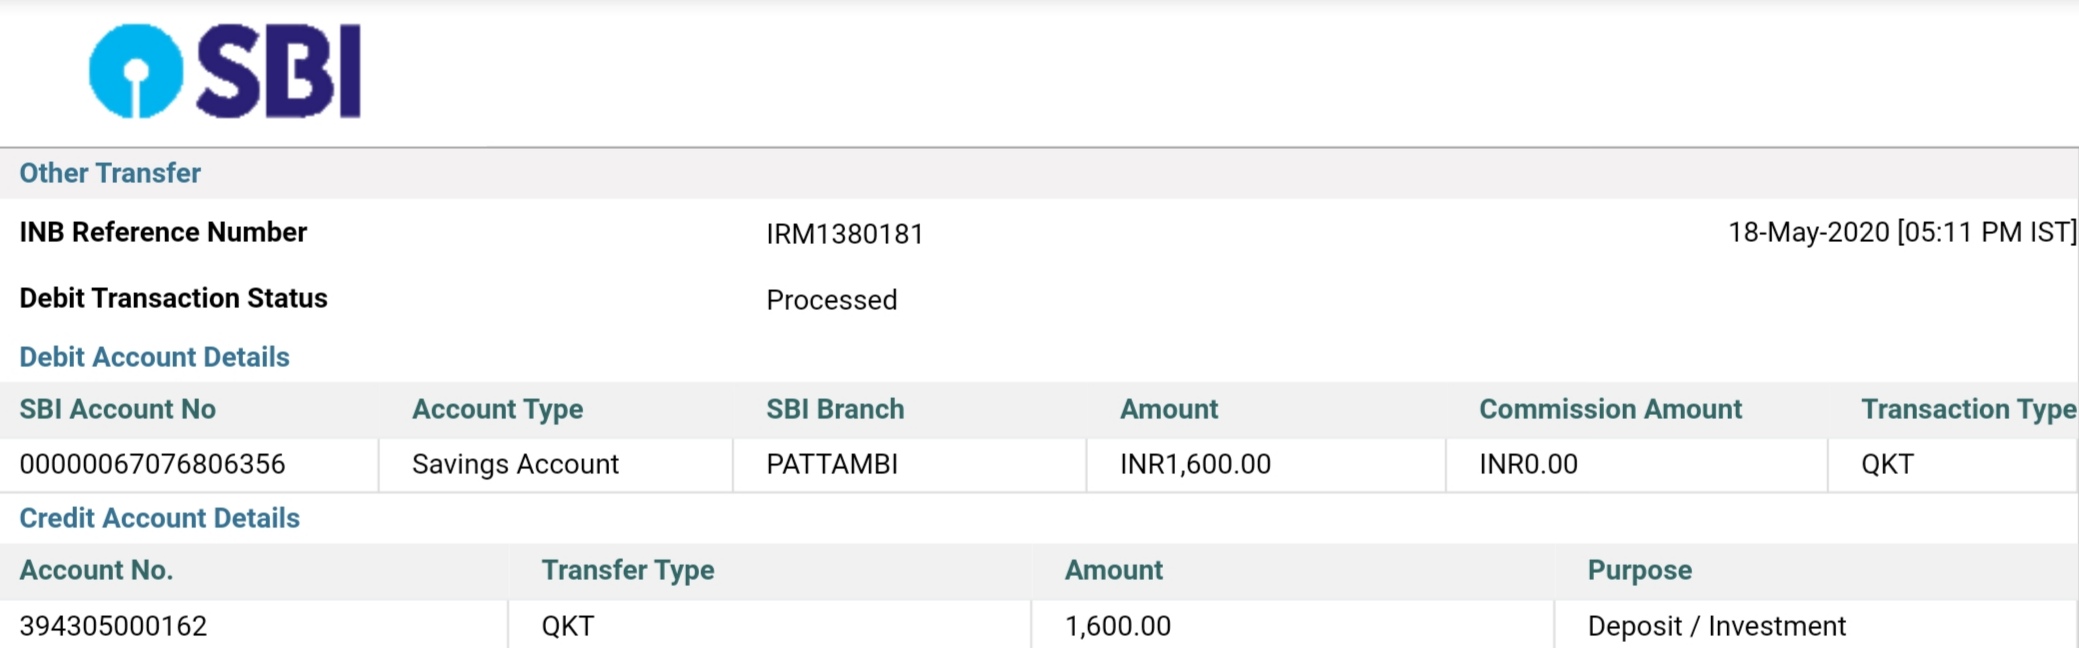 SBI
Other Transfer
INB Reference Number IRM1380181 18-May-2020 [05:11 PM IST]
Debit Transaction Status Processed
Debit Account Details
SBI Account No Account Type SBI Branch Amount Commission Amount Transaction Type
00000067076806356 Savings Account PATTAMBI INR1,600.00 INR0.00 QKT
Credit Account Details
Account No. Transfer Type Amount Purpose
394305000162 QKT 1,600.00 Deposit / Investment